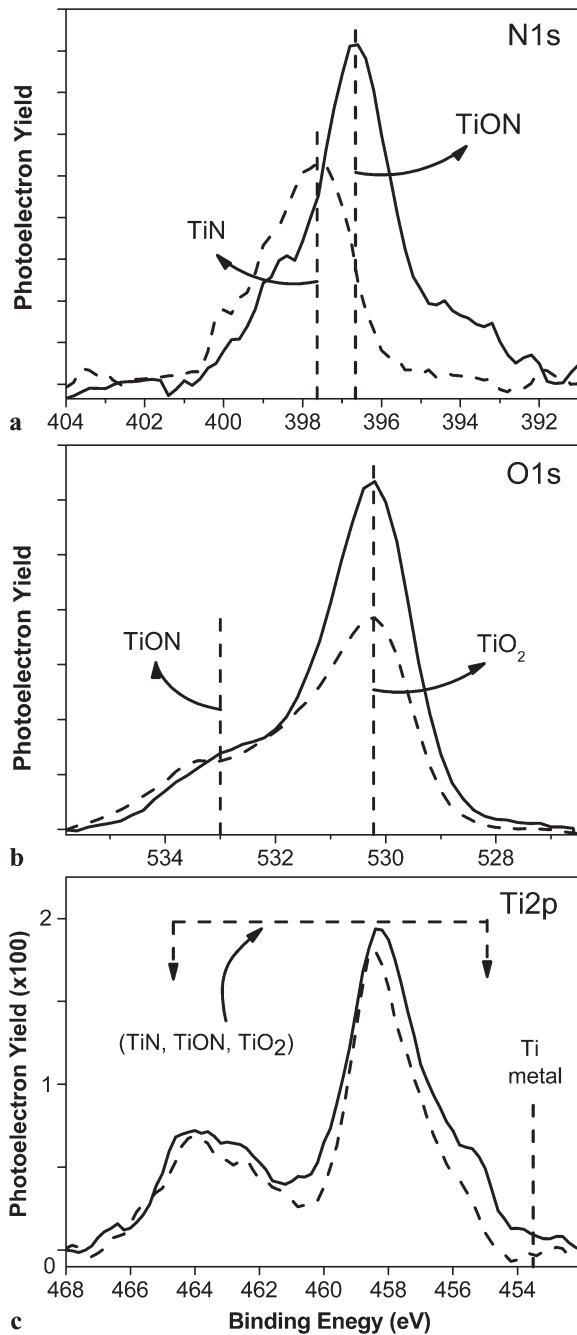 N1s
Photoelectron Yield
TiON
TiN
404 402 400 398 396 394 392
a
O1s
Photoelectron Yield
TiON
TiO2
534 532 530 528
b
Ti2p
Photoelectron Yield (x100)
2
1
0
(TiN, TiON, TiO2)
Ti
metal
468 466 464 462 460 458 456 454
c
Binding Enegy (eV)